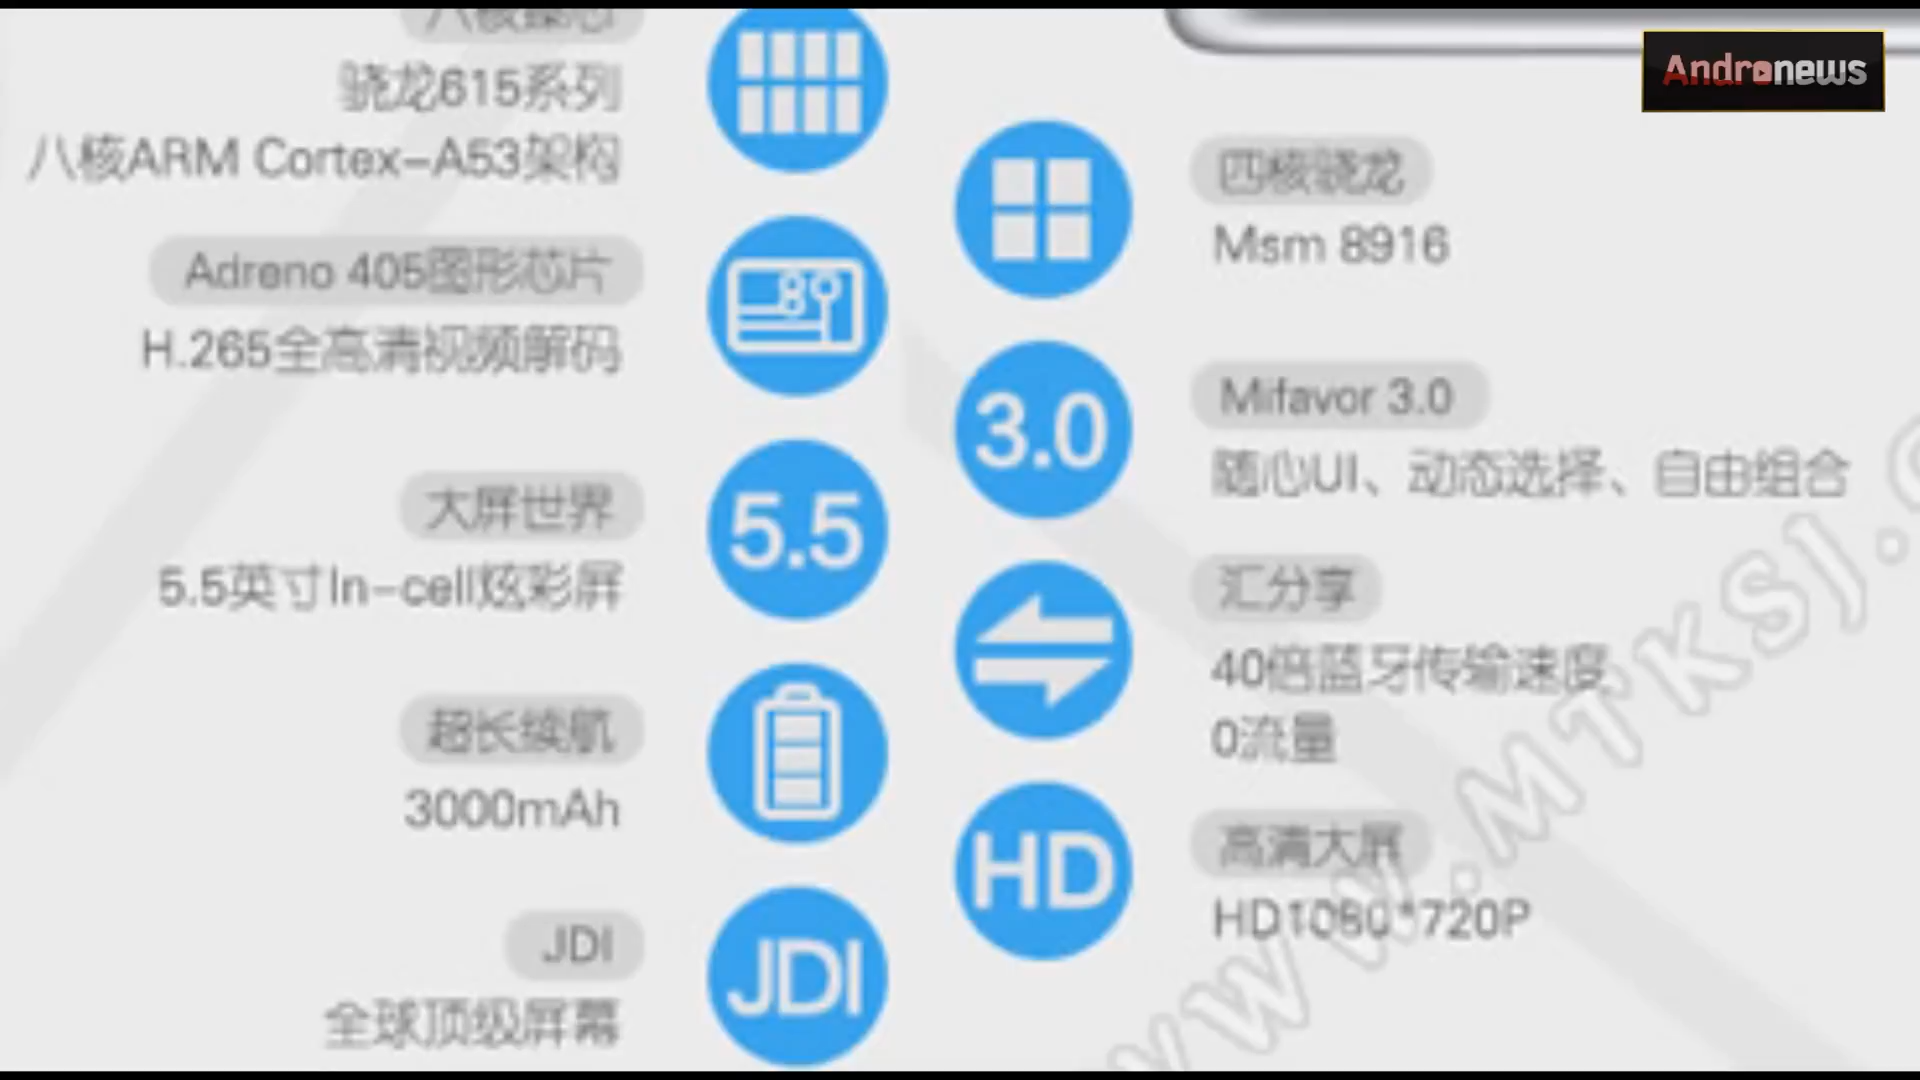 骁龙615系列
八核ARM Cortex-A53架构
Adreno 405图形芯片
H.265全高清视频解码
大屏世界
5.5英寸In-cell炫彩屏
超长续航
3000mAh
JDI
全球顶级屏幕
89
5.5
JDI
3.0
HD
Andronews
四核骁龙
Msm 8916
Mifavor 3.0
随心UI、动态选择、自由组合
汇分享
40倍蓝牙传输速度
0流量
高清大屏
HD1080*720P
WWW.MTKSJ.C